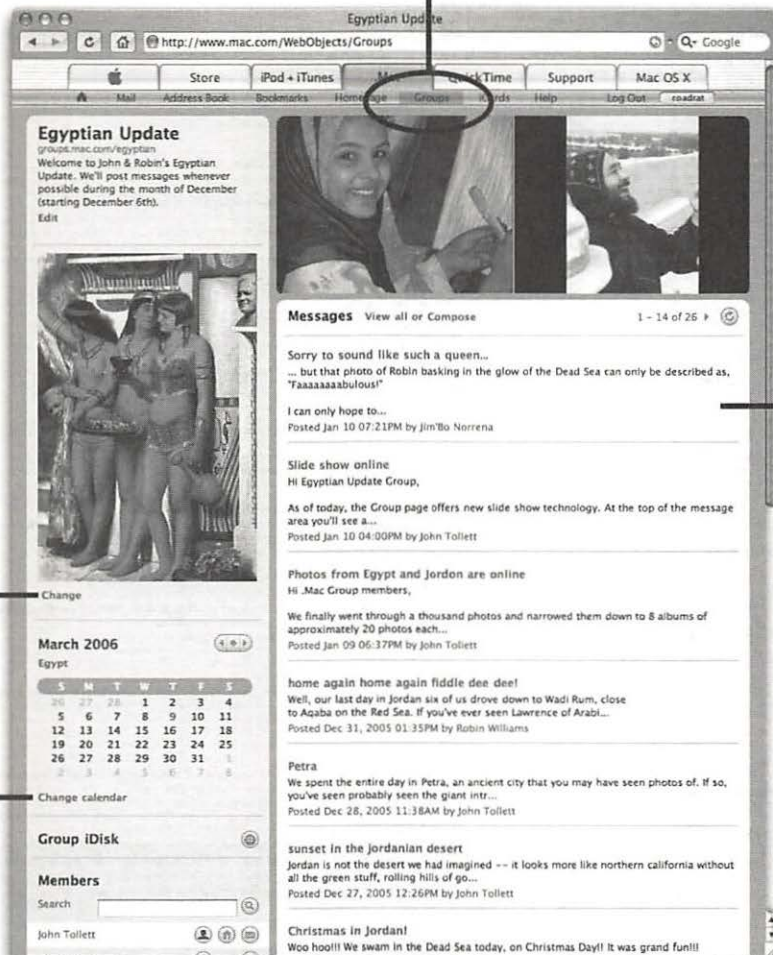 Egyptian Update
http://www.mac.com/WebObjects/Groups
Google
Store
iPod + iTunes
QuickTime
Support
Mac OS X
Mail
Address Book
Bookmarks
HomePage
Groups
iCards
Help
Log Out
roadrat
Egyptian Update
groups.mac.com/egyptian
Welcome to John & Robin's Egyptian
Update. We'll post messages whenever
possible during the month of December
(starting December 6th).
Edit
Change
March 2006
Egypt
S M T W T F S
26 27 28 1 2 3 4
5 6 7 8 9 10 11
12 13 14 15 16 17 18
19 20 21 22 23 24 25
26 27 28 29 30 31 1
2 3 4 5 6 7 8
Change calendar
Group iDisk
Members
Search
John Tollett
Messages View all or Compose 1 - 14 of 26
Sorry to sound like such a queen...
... but that photo of Robin basking in the glow of the Dead Sea can only be described as,
"Faaaaaaabulous!"
I can only hope to...
Posted Jan 10 07:21PM by Jim'Bo Norrena
Slide show online
Hi Egyptian Update Group,
As of today, the Group page offers new slide show technology. At the top of the message
area you'll see a...
Posted Jan 10 04:00PM by John Tollett
Photos from Egypt and Jordon are online
Hi .Mac Group members,
We finally went through a thousand photos and narrowed them down to 8 albums of
approximately 20 photos each...
Posted Jan 09 06:37PM by John Tollett
home again home again fiddle dee dee!
Well, our last day in Jordan six of us drove down to Wadi Rum, close
to Aqaba on the Red Sea. If you've ever seen Lawrence of Arabi...
Posted Dec 31, 2005 01:35PM by Robin Williams
Petra
We spent the entire day in Petra, an ancient city that you may have seen photos of. If so,
you've seen probably seen the giant intr...
Posted Dec 28, 2005 11:38AM by John Tollett
sunset in the Jordanian desert
Jordan is not the desert we had imagined -- it looks more like northern california without
all the green stuff, rolling hills of go...
Posted Dec 27, 2005 12:26PM by John Tollett
Christmas in Jordan!
Woo hoo!!! We swam in the Dead Sea today, on Christmas Day!! It was grand fun!!!